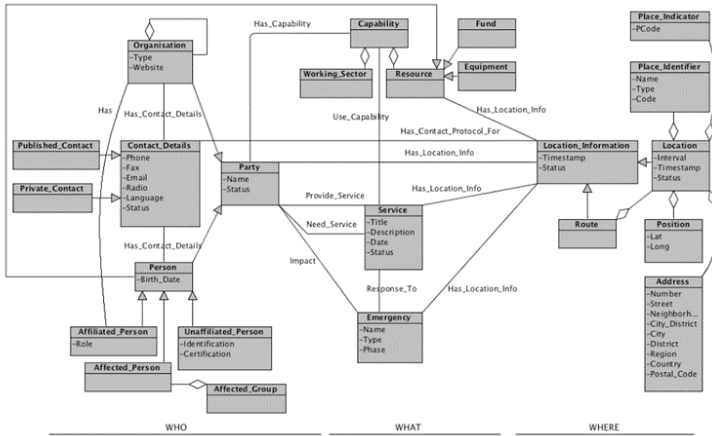 Has_Capability
Capability
Fund
Place_Indicator
-PCode
Organisation
-Type
-Website
Working_Sector
Resource
Equipment
Place_Identifier
-Name
-Type
-Code
Has
Has_Contact_Details
Use_Capability
Has_Location_Info
Has_Contact_Protocol_For
Published_Contact
Contact_Details
-Phone
-Fax
-Email
-Radio
-Language
-Status
Private_Contact
Party
-Name
-Status
Has_Location_Info
Location_Information
-Timestamp
-Status
Location
-Interval
-Timestamp
-Status
Provide_Service
Has_Location_Info
Need_Service
Service
-Title
-Description
-Date
-Status
Route
Position
-Lat
-Long
Has_Contact_Details
Person
-Birth_Date
Impact
Response_To
Has_Location_Info
Address
-Number
-Street
-Neighborh...
-City_District
-City
-District
-Region
-Country
-Postal_Code
Emergency
-Name
-Type
-Phase
Affiliated_Person
-Role
Unaffiliated_Person
-Identification
-Certification
Affected_Person
Affected_Group
WHO
WHAT
WHERE